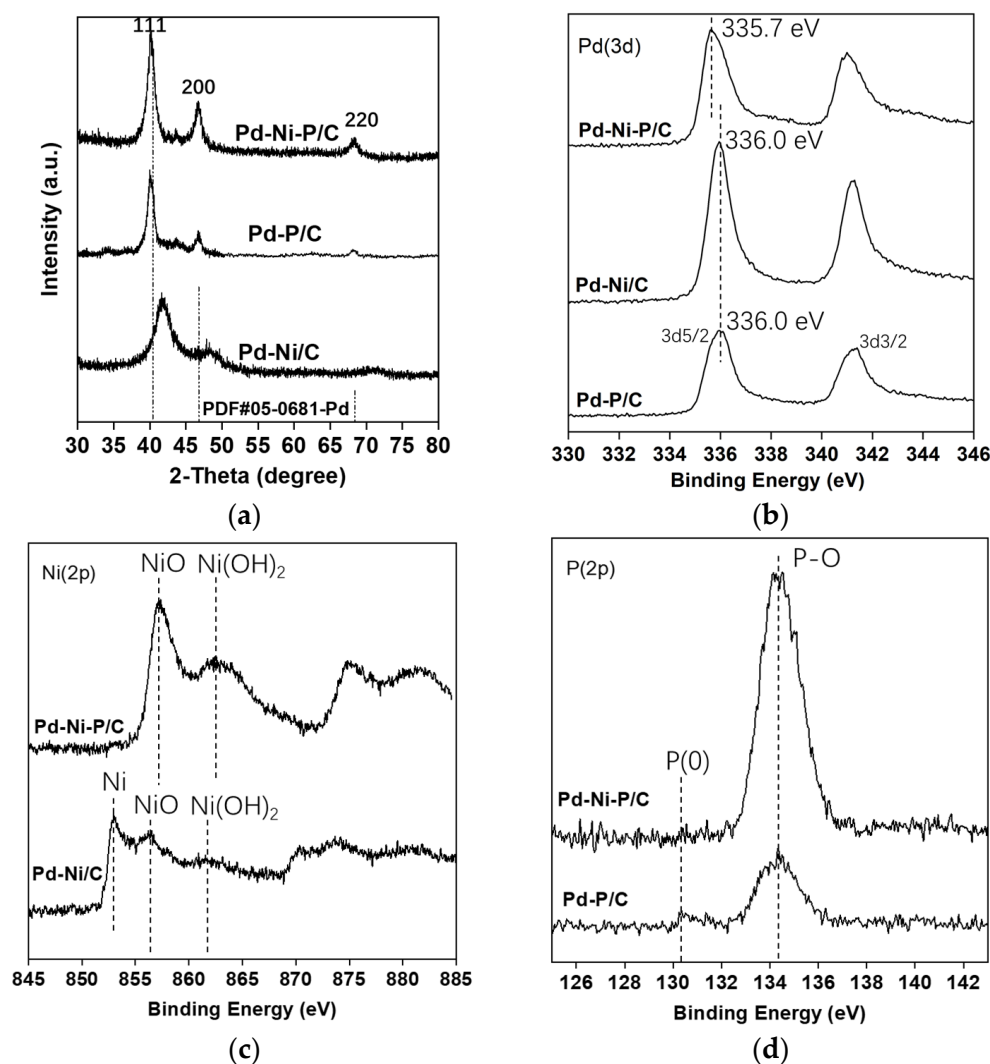 111
200
220
Pd-Ni-P/C
Pd-P/C
Pd-Ni/C
PDF#05-0681-Pd
Intensity (a.u.)
30 35 40 45 50 55 60 65 70 75 80
2-Theta (degree)
(a)
Pd(3d)
335.7 eV
Pd-Ni-P/C
336.0 eV
Pd-Ni/C
336.0 eV
3d5/2
3d3/2
Pd-P/C
330 332 334 336 338 340 342 344 346
Binding Energy (eV)
(b)
Ni(2p)
NiO Ni(OH)2
Pd-Ni-P/C
Ni
NiO Ni(OH)2
Pd-Ni/C
845 850 855 860 865 870 875 880 885
Binding Energy (eV)
(c)
P(2p)
P-O
P(0)
Pd-Ni-P/C
Pd-P/C
126 128 130 132 134 136 138 140 142
Binding Energy (eV)
(d)